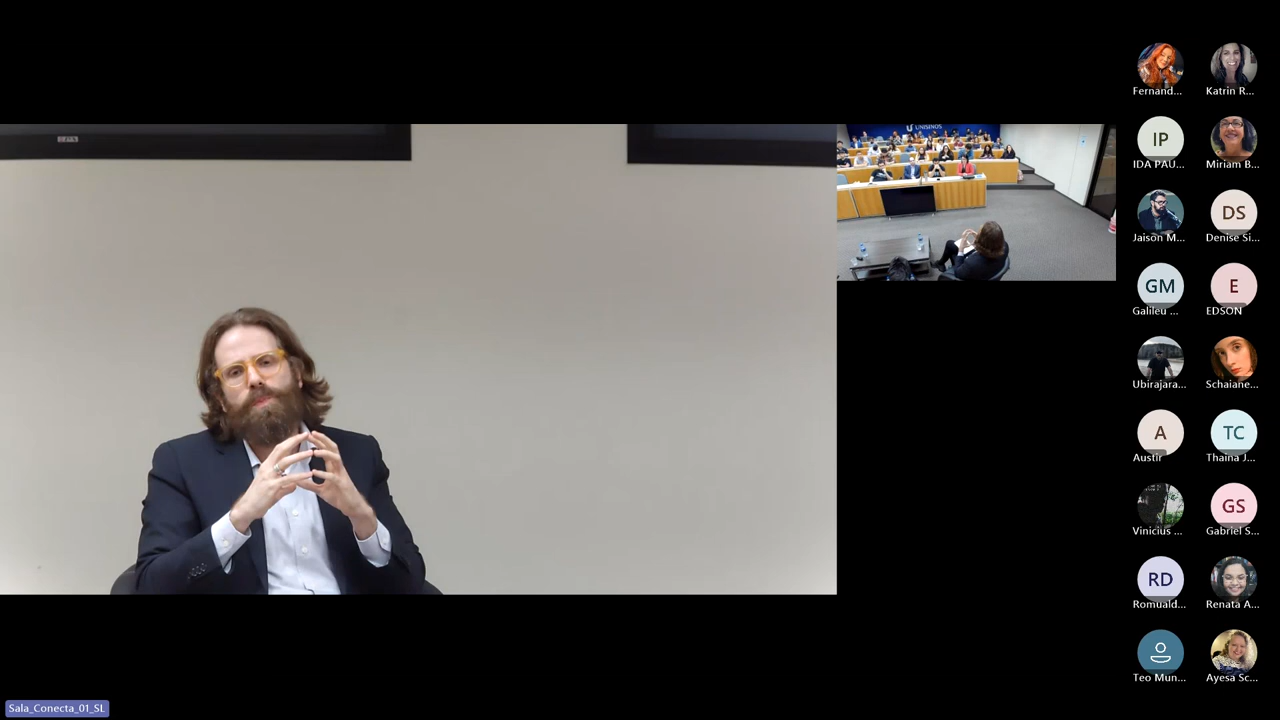 UNISINOS
Fernand...
Katrin R...
IP
IDA PAU...
Miriam B...
Jaison M...
DS
Denise Si...
GM
Galileu ...
E
EDSON
Ubirajara...
Schaiane...
A
Austir
TC
Thaina J...
Vinicius ...
GS
Gabriel S...
RD
Romuald...
Renata A...
Teo Mun...
Ayesa Sc...
Sala_Conecta_01_SL